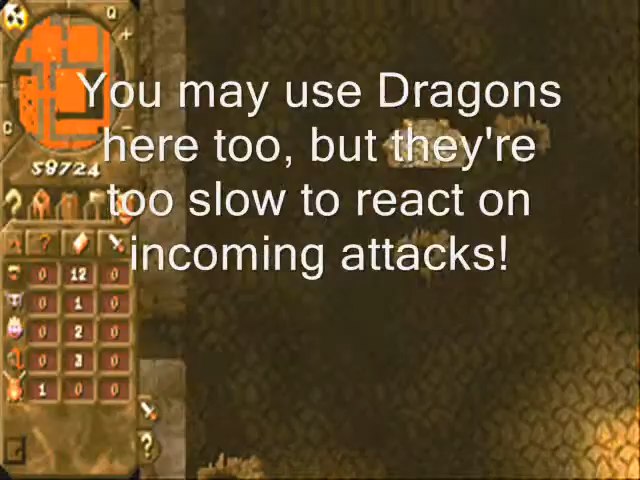 Q
+
C
You may use Dragons
here too, but they're
too slow to react on
incoming attacks!
58724
?
? 
0 12 0
0 1 0
0 2 0
0 3 0
1 0 0
?